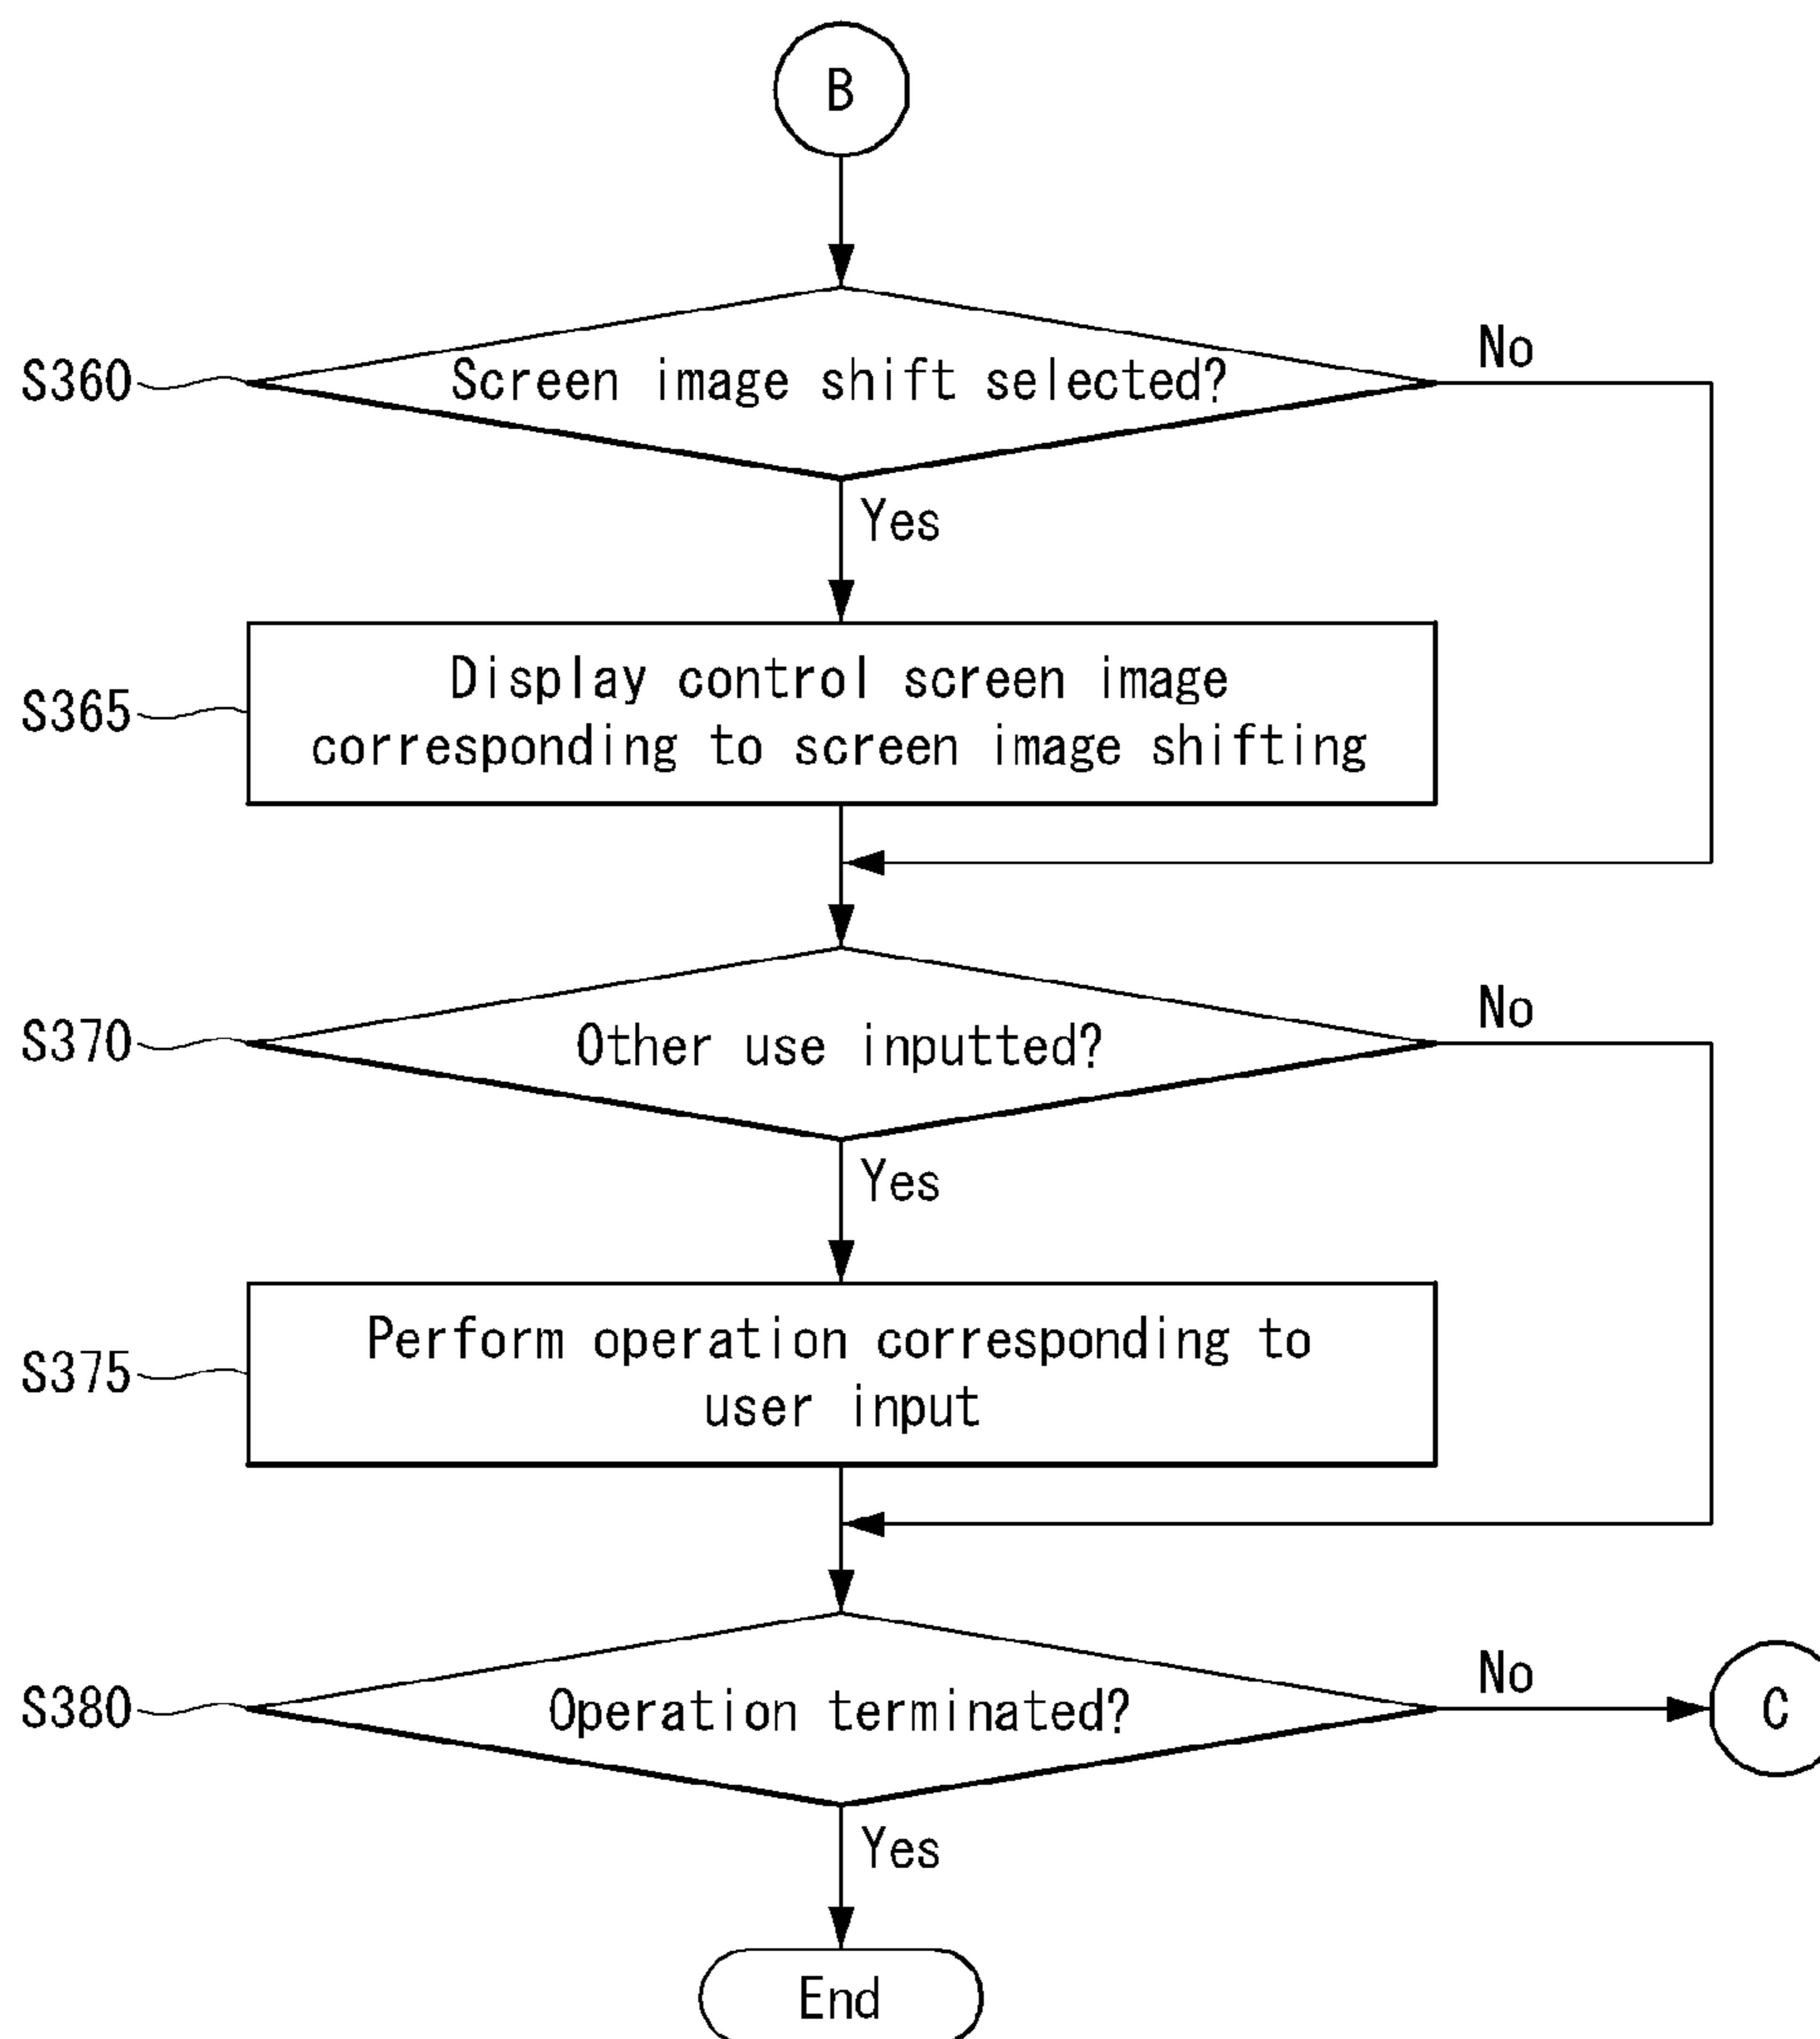 B
S360
Screen image shift selected?
No
Yes
S365
Display control screen image
corresponding to screen image shifting
S370
Other use inputted?
No
Yes
S375
Perform operation corresponding to
user input
S380
Operation terminated?
No
C
Yes
End